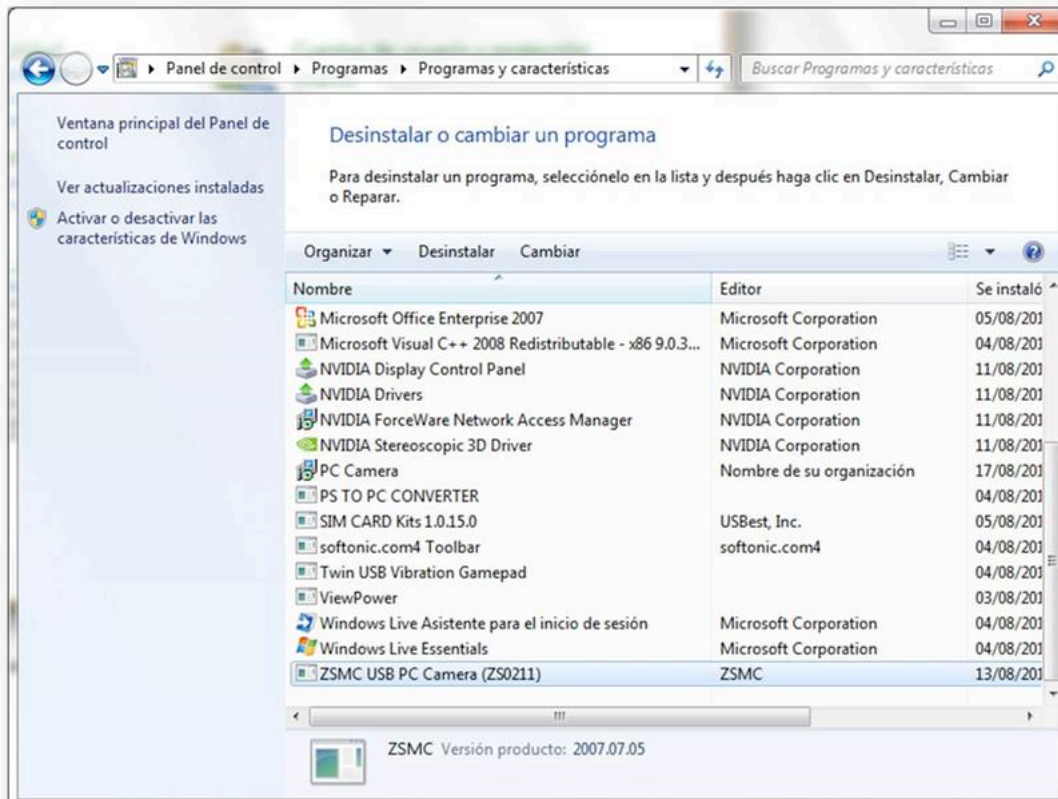 Panel de control ▸ Programas ▸ Programas y características
Buscar Programas y características
Ventana principal del Panel de
control
Ver actualizaciones instaladas
Activar o desactivar las
características de Windows
Desinstalar o cambiar un programa
Para desinstalar un programa, selecciónelo en la lista y después haga clic en Desinstalar, Cambiar
o Reparar.
Organizar Desinstalar Cambiar
Nombre Editor Se instaló
Microsoft Office Enterprise 2007 Microsoft Corporation 05/08/201
Microsoft Visual C++ 2008 Redistributable - x86 9.0.3... Microsoft Corporation 04/08/201
NVIDIA Display Control Panel NVIDIA Corporation 11/08/201
NVIDIA Drivers NVIDIA Corporation 11/08/201
NVIDIA ForceWare Network Access Manager NVIDIA Corporation 11/08/201
NVIDIA Stereoscopic 3D Driver NVIDIA Corporation 11/08/201
PC Camera Nombre de su organización 17/08/201
PS TO PC CONVERTER 04/08/201
SIM CARD Kits 1.0.15.0 USBest, Inc. 05/08/201
softonic.com4 Toolbar softonic.com4 04/08/201
Twin USB Vibration Gamepad 04/08/201
ViewPower 03/08/201
Windows Live Asistente para el inicio de sesión Microsoft Corporation 04/08/201
Windows Live Essentials Microsoft Corporation 04/08/201
ZSMC USB PC Camera (ZS0211) ZSMC 13/08/201
ZSMC Versión producto: 2007.07.05